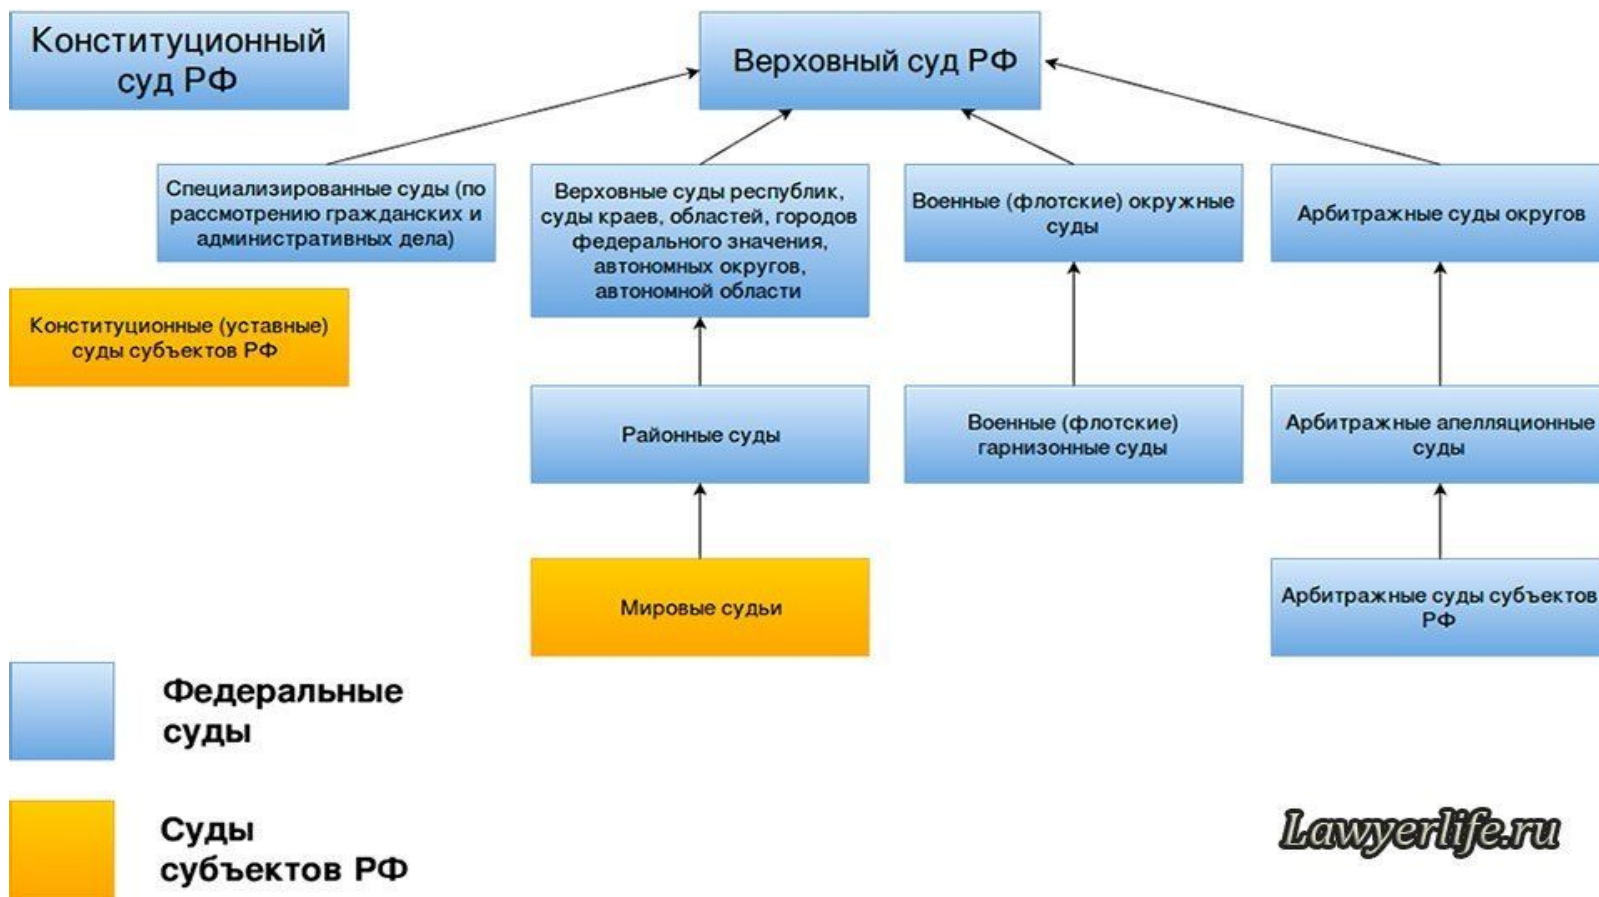 Конституционный
суд РФ
Верховный суд РФ
Специализированные суды (по
рассмотрению гражданских и
административных дела)
Верховные суды республик,
суды краев, областей, городов
федерального значения,
автономных округов,
автономной области
Военные (флотские) окружные
суды
Арбитражные суды округов
Конституционные (уставные)
суды субъектов РФ
Районные суды
Военные (флотские)
гарнизонные суды
Арбитражные апелляционные
суды
Мировые судьи
Арбитражные суды субъектов
РФ
Федеральные
суды
Суды
субъектов РФ
Lawyerlife.ru